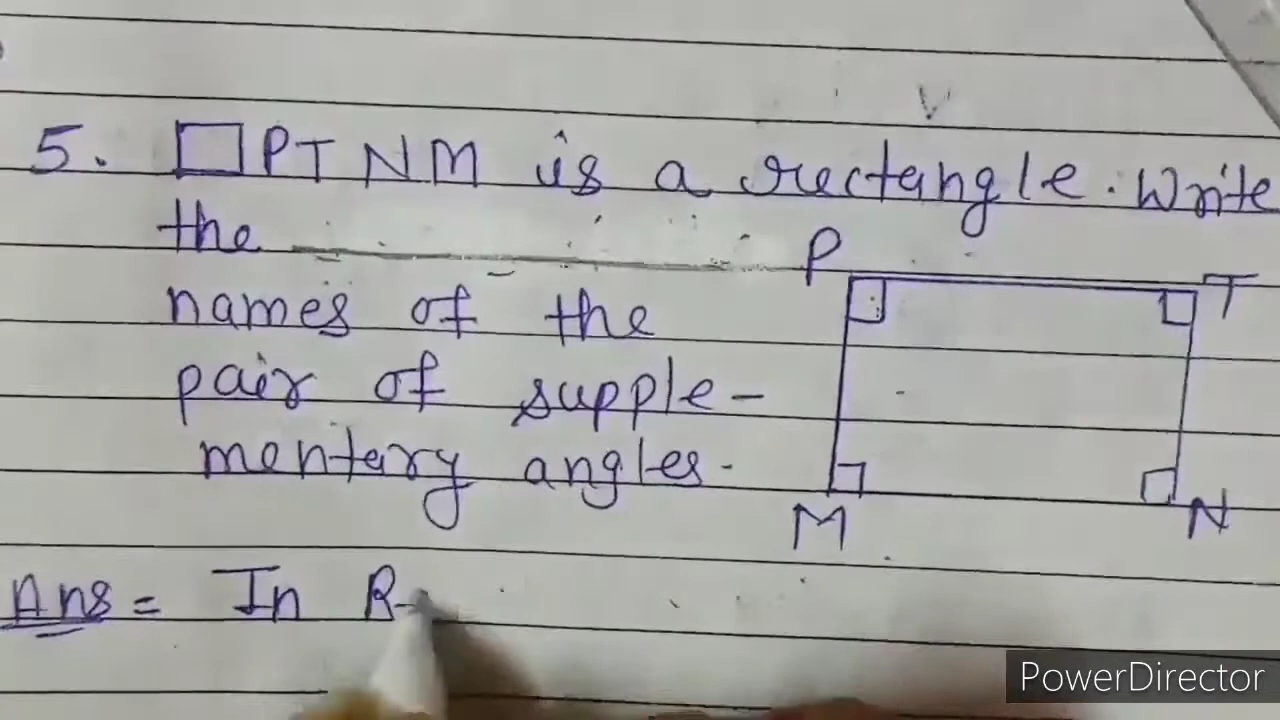 5. □PTNM is a rectangle. Write
the
names of the
pair of supple-
mentary angles.
P
T
M
N
Ans = In R
PowerDirector